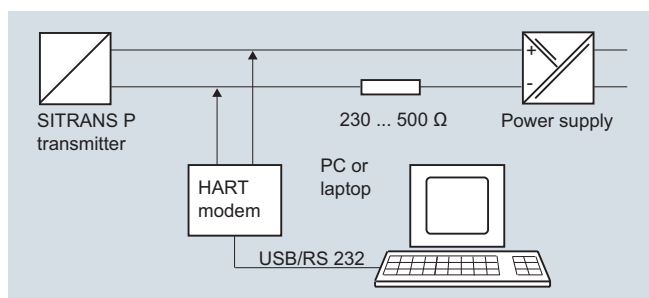 +
-
SITRANS P
transmitter
230 ... 500 Ω
Power supply
HART
modem
PC or
laptop
USB/RS 232